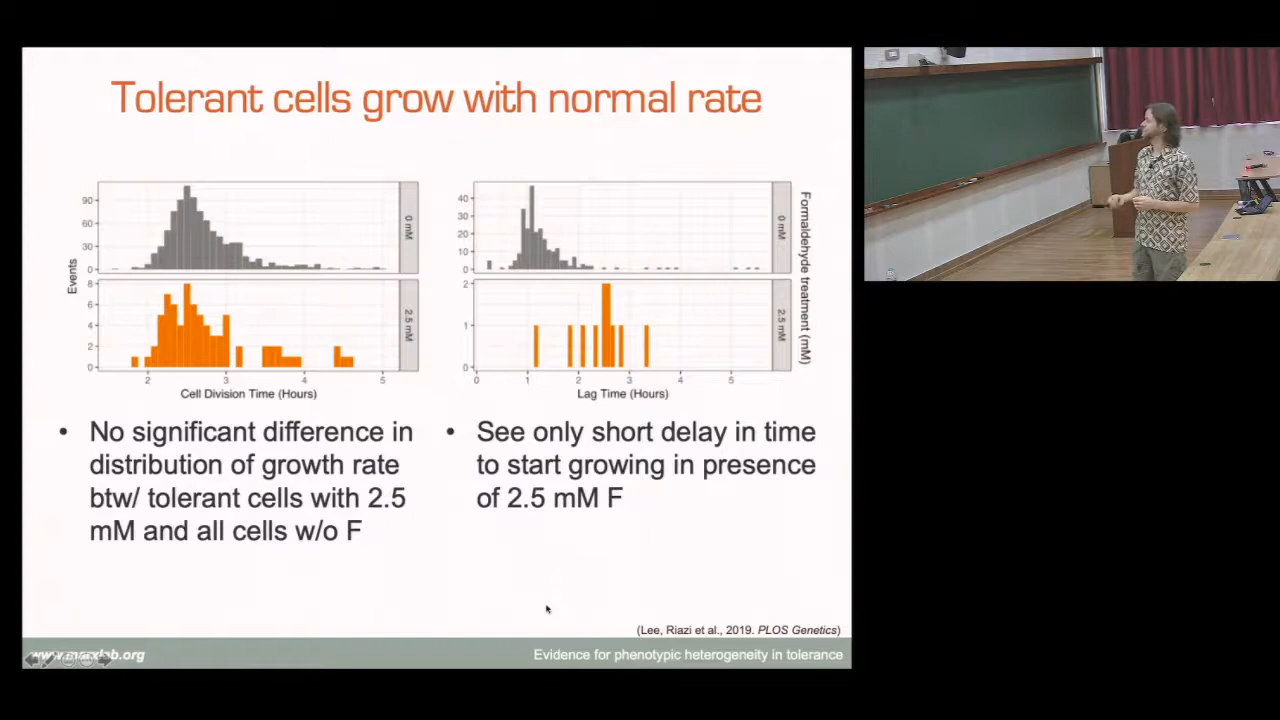 Tolerant cells grow with normal rate
90
60
30
0
0 mM
8
6
4
2
0
2.5 mM
Events
2
3
4
5
Cell Division Time (Hours)
40
30
20
10
0
0 mM
2
1
0
2.5 mM
0
1
2
3
4
5
Lag Time (Hours)
Formaldehyde treatment (mM)
• No significant difference in
distribution of growth rate
btw/ tolerant cells with 2.5
mM and all cells w/o F
• See only short delay in time
to start growing in presence
of 2.5 mM F
(Lee, Riazi et al., 2019. PLOS Genetics)
www.marxlab.org
Evidence for phenotypic heterogeneity in tolerance